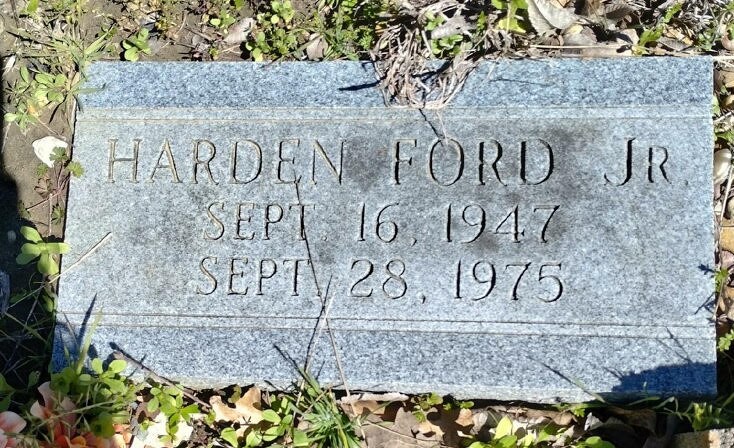 HARDEN FORD JR.
SEPT. 16, 1947
SEPT. 28, 1975